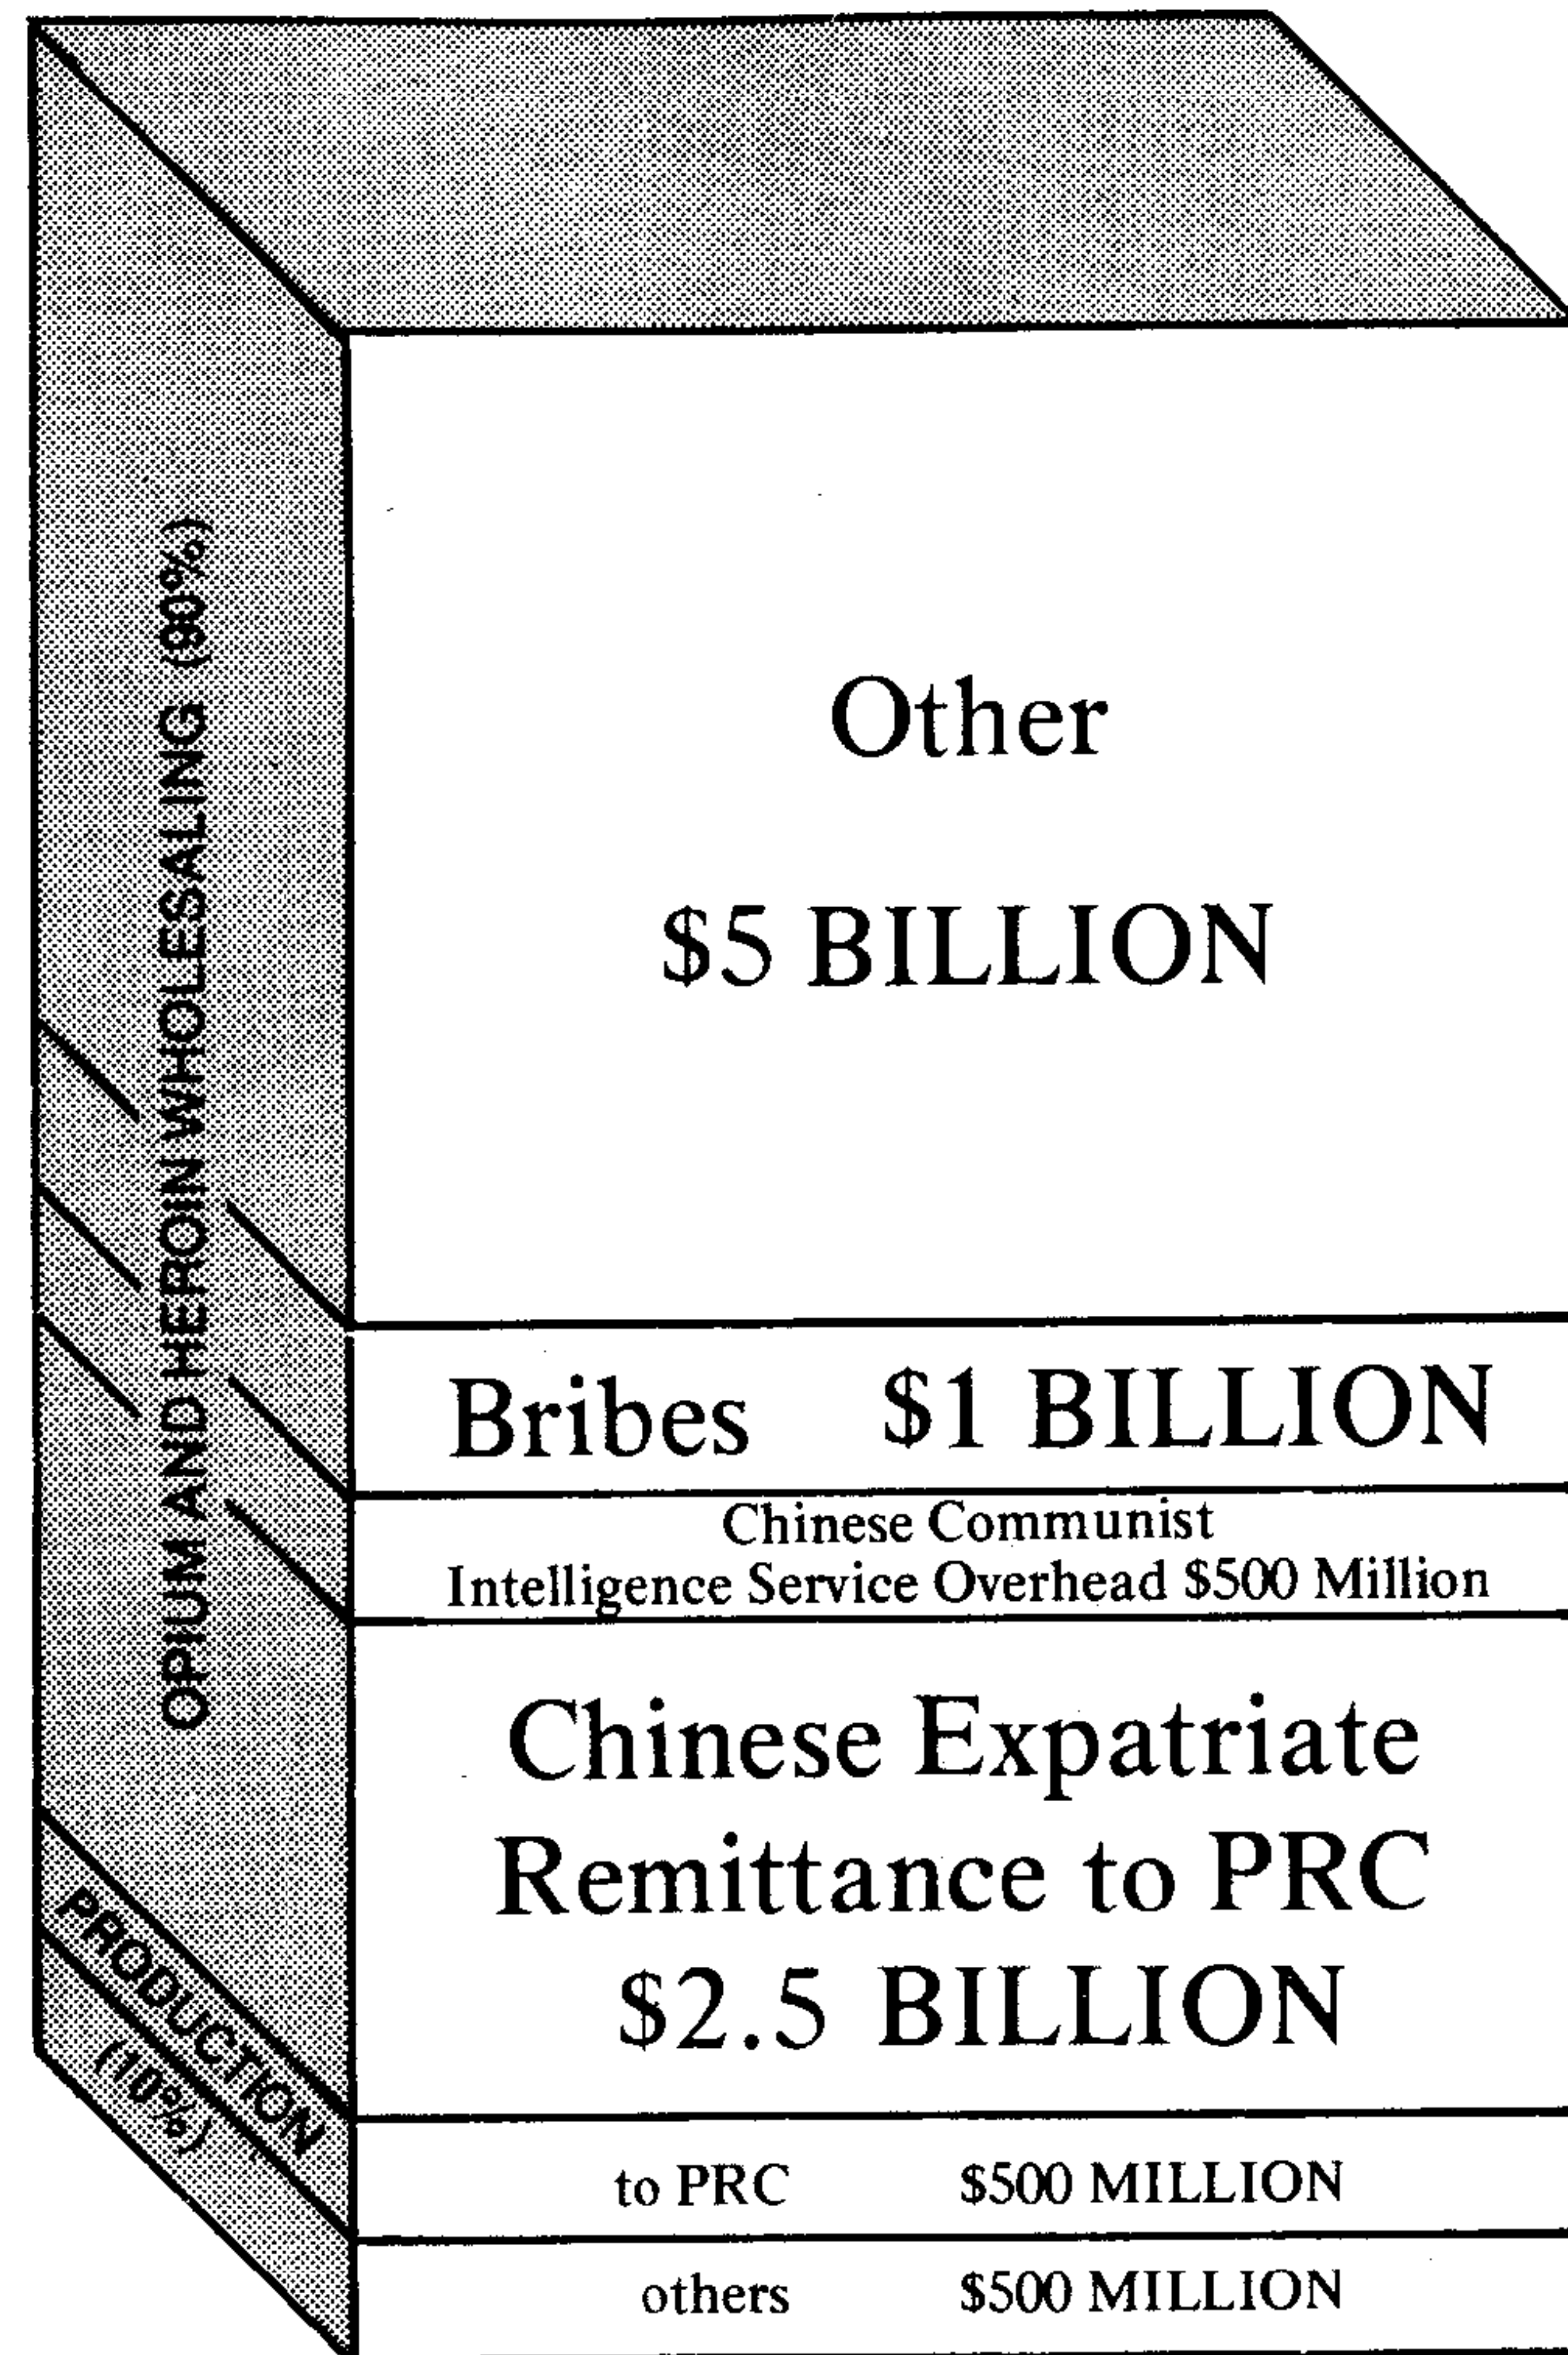 OPIUM AND HEROIN WHOLESALING (90%)
PRODUCTION
(10%)
Other
$5 BILLION
Bribes $1 BILLION
Chinese Communist
Intelligence Service Overhead $500 Million
Chinese Expatriate
Remittance to PRC
$2.5 BILLION
to PRC $500 MILLION
others $500 MILLION